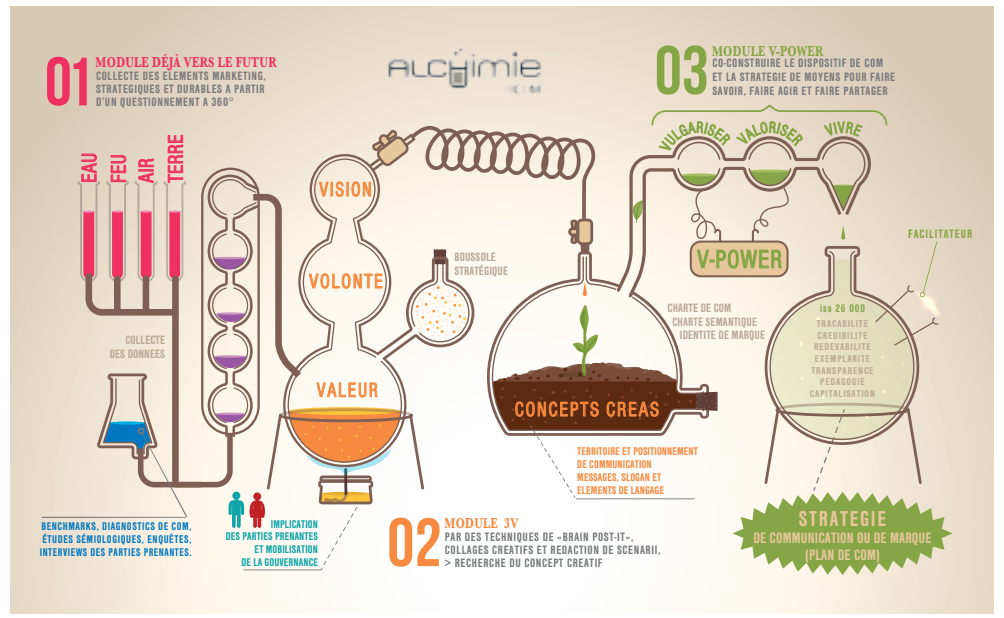 01
MODULE DÉJÀ VERS LE FUTUR
COLLECTE DES ELEMENTS MARKETING,
STRATEGIQUES ET DURABLES A PARTIR
D'UN QUESTIONNEMENT A 360°
ALCHIMIE
03
MODULE V-POWER
CO-CONSTRUIRE LE DISPOSITIF DE COM
ET LA STRATEGIE DE MOYENS POUR FAIRE
SAVOIR, FAIRE AGIR ET FAIRE PARTAGER
EAU
FEU
AIR
TERRE
VULGARISER
VALORISER
VIVRE
VISION
VOLONTE
VALEUR
BOUSSOLE
STRATÉGIQUE
V-POWER
FACILITATEUR
COLLECTE
DES DONNEES
CHARTE DE COM
CHARTE SEMANTIQUE
IDENTITE DE MARQUE
iso 26 000
TRACABILITE
CREDIBILITE
REDEVABILITE
EXEMPLARITE
TRANSPARENCE
PEDAGOGIE
CAPITALISATION
CONCEPTS CREAS
TERRITOIRE ET POSITIONNEMENT
DE COMMUNICATION
MESSAGES, SLOGAN ET
ELEMENTS DE LANGAGE
BENCHMARKS, DIAGNOSTICS DE COM,
ÉTUDES SÉMIOLOGIQUES, ENQUÊTES,
INTERVIEWS DES PARTIES PRENANTES.
IMPLICATION
DES PARTIES PRENANTES
ET MOBILISATION
DE LA GOUVERNANCE
02
MODULE 3V
PAR DES TECHNIQUES DE «BRAIN POST-IT»,
COLLAGES CREATIFS ET REDACTION DE SCENARII,
> RECHERCHE DU CONCEPT CREATIF
STRATEGIE
DE COMMUNICATION OU DE MARQUE
(PLAN DE COM)